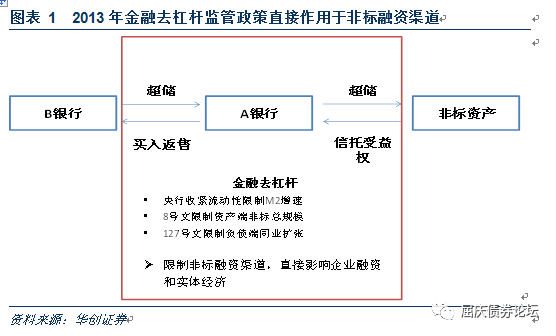 图表 1 2013年金融去杠杆监管政策直接作用于非标融资渠道
超储
超储
B银行
A银行
非标资产
买入返售
信托受益
权
金融去杠杆
▪ 央行收紧流动性限制M2增速
▪ 8号文限制资产端非标总规模
▪ 127号文限制负债端同业扩张
➢ 限制非标融资渠道,直接影响企业融资
和实体经济
资料来源:华创证券
屈庆债券论坛